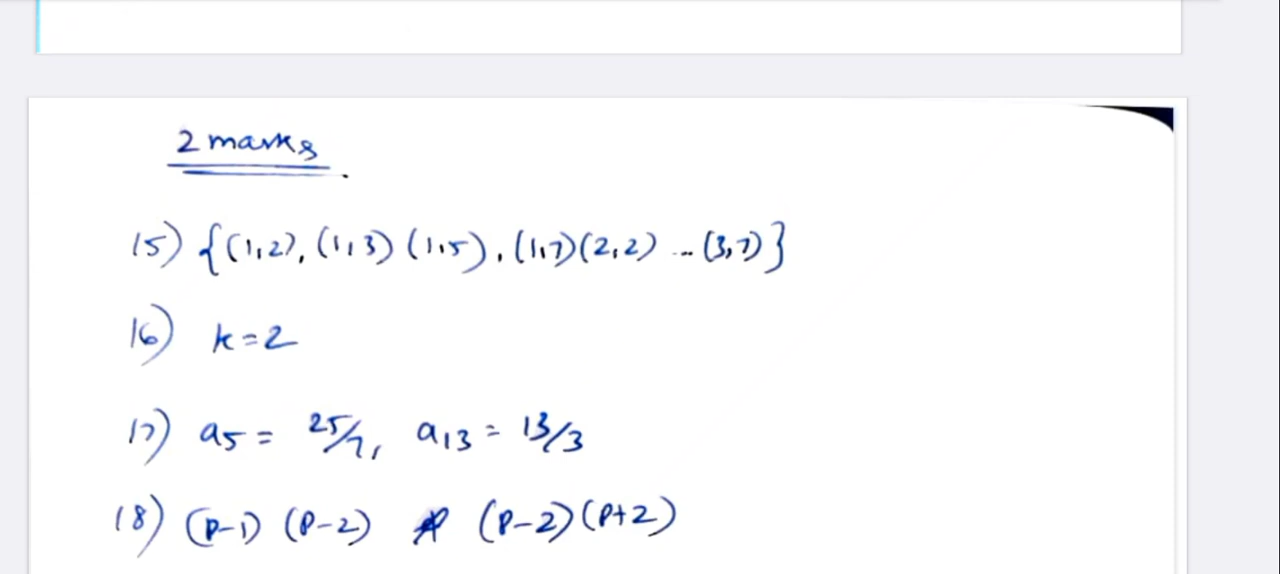 2 marks
15) {(1,2), (1,3) (1,5), (1,7)(2,2) ... (3,7)}
16) k=2
17) a5 = 25/7, a13 = 13/3
18) (P-1) (P-2) (P-2)(P+2)